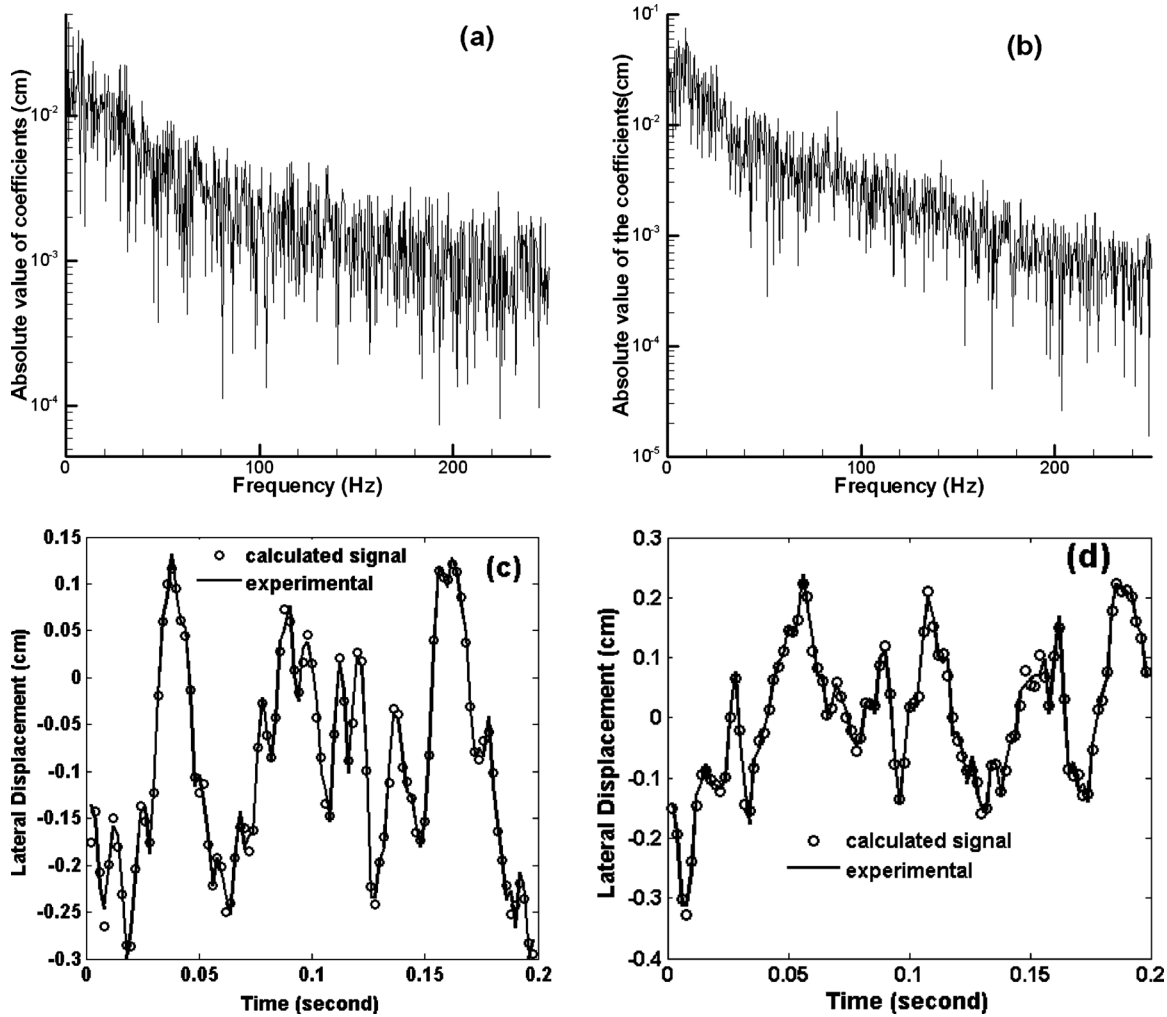 (a)
Absolute value of coefficients (cm)
10-2
10-3
10-4
0
100
200
Frequency (Hz)
(b)
Absolute value of the coefficients(cm)
10-1
10-2
10-3
10-4
10-5
0
100
200
Frequency (Hz)
(c)
calculated signal
experimental
Lateral Displacement (cm)
0.15
0.1
0.05
0
-0.05
-0.1
-0.15
-0.2
-0.25
-0.3
0
0.05
0.1
0.15
0.2
Time (second)
(d)
calculated signal
experimental
Lateral Displacement (cm)
0.3
0.2
0.1
0
-0.1
-0.2
-0.3
-0.4
0
0.05
0.1
0.15
0.2
Time (second)